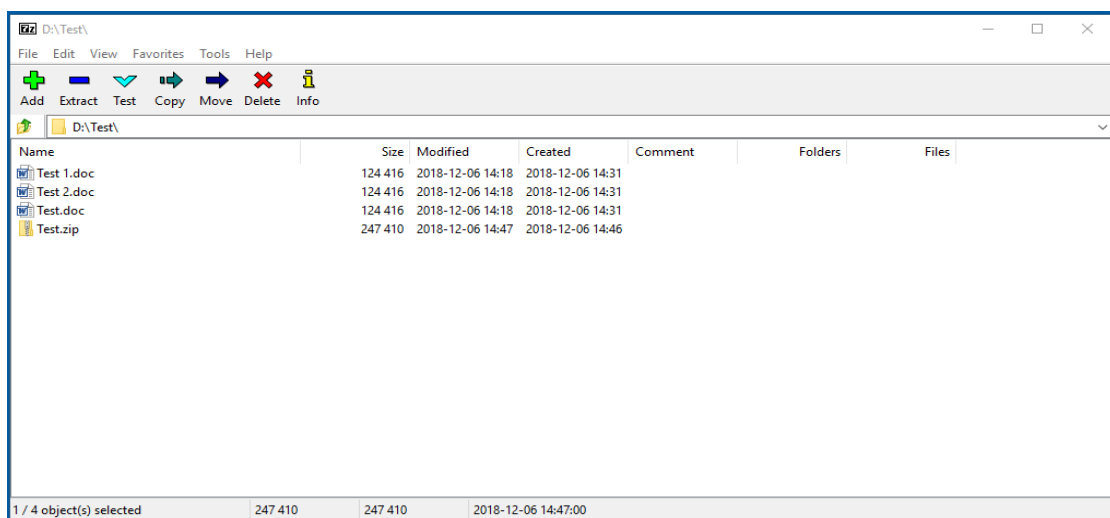 7z D:\Test\
File Edit View Favorites Tools Help
Add Extract Test Copy Move Delete Info
D:\Test\
Name Size Modified Created Comment Folders Files
Test 1.doc 124 416 2018-12-06 14:18 2018-12-06 14:31
Test 2.doc 124 416 2018-12-06 14:18 2018-12-06 14:31
Test.doc 124 416 2018-12-06 14:18 2018-12-06 14:31
Test.zip 247 410 2018-12-06 14:47 2018-12-06 14:46
1 / 4 object(s) selected 247 410 247 410 2018-12-06 14:47:00